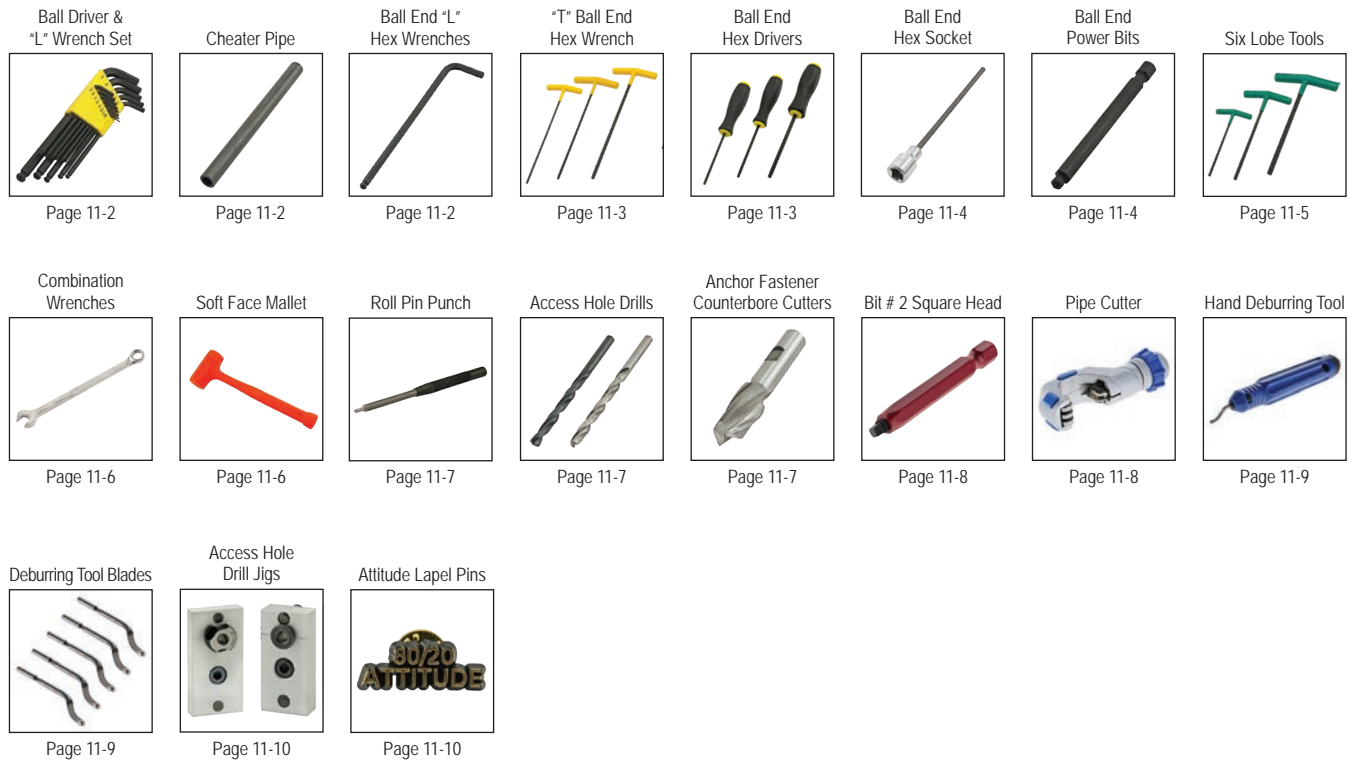 Ball Driver &
“L” Wrench Set
Page 11-2
Cheater Pipe
Page 11-2
Ball End “L”
Hex Wrenches
Page 11-2
“T” Ball End
Hex Wrench
Page 11-3
Ball End
Hex Drivers
Page 11-3
Ball End
Hex Socket
Page 11-4
Ball End
Power Bits
Page 11-4
Six Lobe Tools
Page 11-5
Combination
Wrenches
Page 11-6
Soft Face Mallet
Page 11-6
Roll Pin Punch
Page 11-7
Access Hole Drills
Page 11-7
Anchor Fastener
Counterbore Cutters
Page 11-7
Bit # 2 Square Head
Page 11-8
Pipe Cutter
Page 11-8
Hand Deburring Tool
Page 11-9
Deburring Tool Blades
Page 11-9
Access Hole
Drill Jigs
Page 11-10
Attitude Lapel Pins
80/20
ATTITUDE
Page 11-10